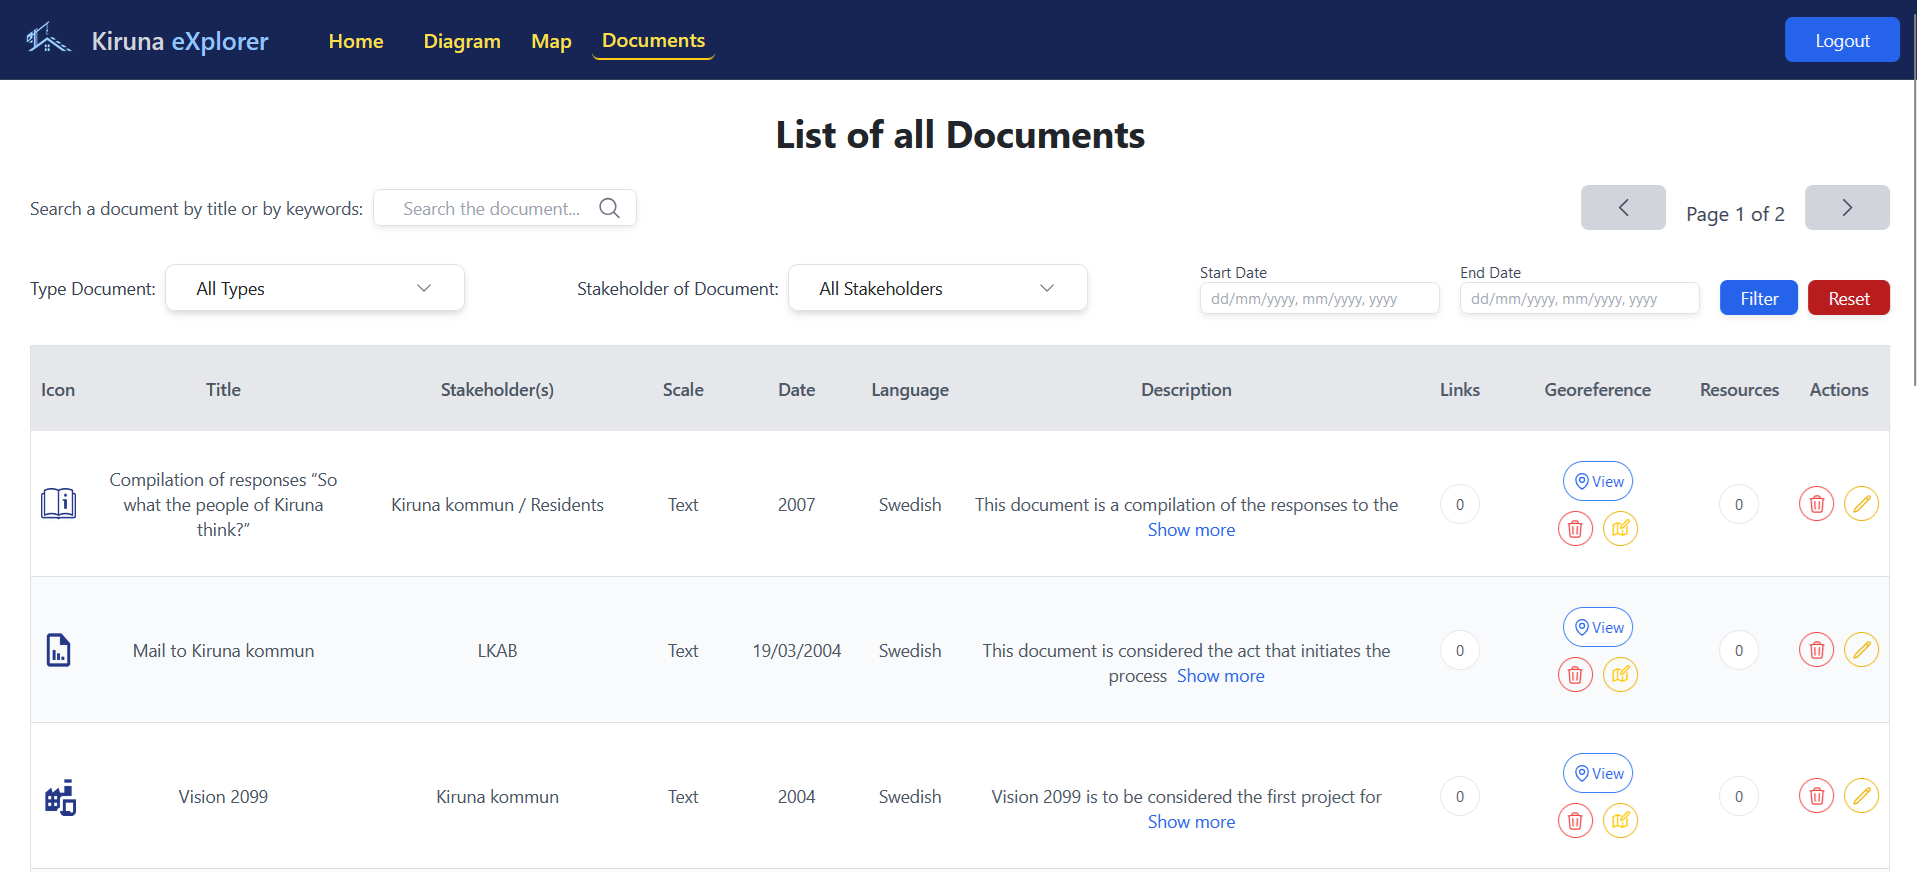 Kiruna eXplorer Home Diagram Map Documents Logout
List of all Documents
Search a document by title or by keywords: Search the document... Page 1 of 2
Type Document: All Types Stakeholder of Document: All Stakeholders Start Date dd/mm/yyyy, mm/yyyy, yyyy End Date dd/mm/yyyy, mm/yyyy, yyyy Filter Reset
Icon Title Stakeholder(s) Scale Date Language Description Links Georeference Resources Actions
Compilation of responses “So
what the people of Kiruna
think?”
Kiruna kommun / Residents Text 2007 Swedish This document is a compilation of the responses to the
Show more
0 View 0
Mail to Kiruna kommun LKAB Text 19/03/2004 Swedish This document is considered the act that initiates the
process Show more
0 View 0
Vision 2099 Kiruna kommun Text 2004 Swedish Vision 2099 is to be considered the first project for
Show more
0 View 0